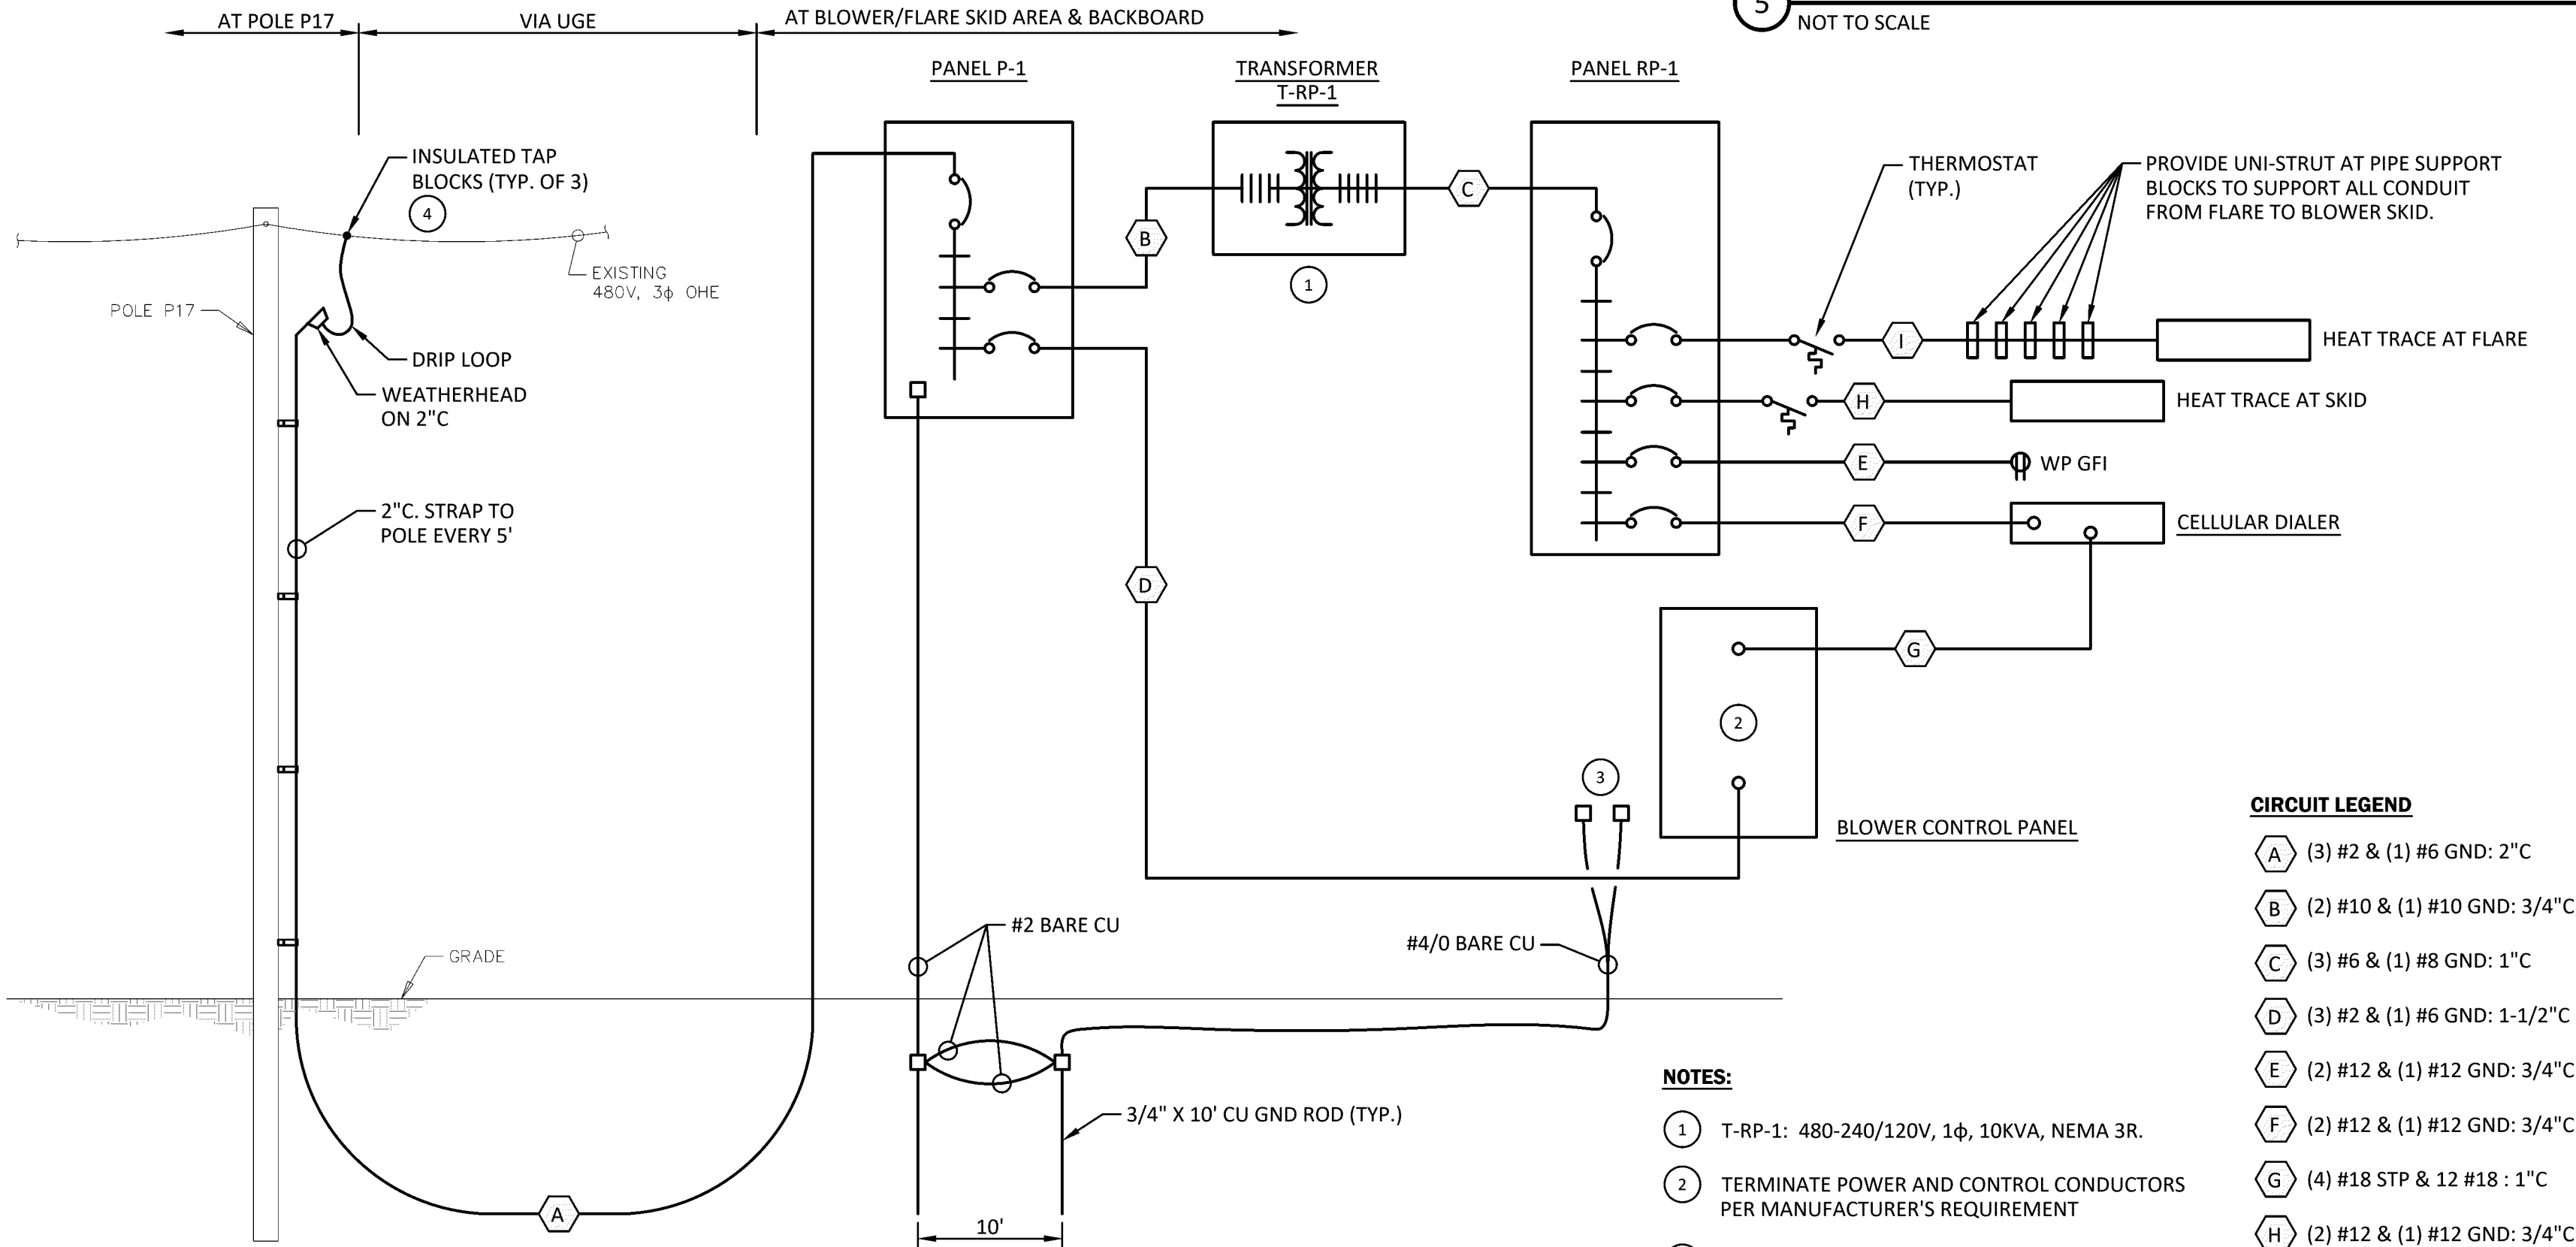 AT POLE P17
VIA UGE
AT BLOWER/FLARE SKID AREA & BACKBOARD
5
NOT TO SCALE
PANEL P-1
TRANSFORMER
T-RP-1
PANEL RP-1
INSULATED TAP
BLOCKS (TYP. OF 3)
4
EXISTING
480V, 3ϕ OHE
POLE P17
DRIP LOOP
WEATHERHEAD
ON 2"C
2"C. STRAP TO
POLE EVERY 5'
GRADE
A
B
1
C
D
THERMOSTAT
(TYP.)
PROVIDE UNI-STRUT AT PIPE SUPPORT
BLOCKS TO SUPPORT ALL CONDUIT
FROM FLARE TO BLOWER SKID.
I
HEAT TRACE AT FLARE
H
HEAT TRACE AT SKID
E
WP GFI
F
CELLULAR DIALER
G
2
3
BLOWER CONTROL PANEL
#2 BARE CU
#4/0 BARE CU
3/4" X 10' CU GND ROD (TYP.)
10'
NOTES:
1 T-RP-1: 480-240/120V, 1ϕ, 10KVA, NEMA 3R.
2 TERMINATE POWER AND CONTROL CONDUCTORS
PER MANUFACTURER'S REQUIREMENT
CIRCUIT LEGEND
A (3) #2 & (1) #6 GND: 2"C
B (2) #10 & (1) #10 GND: 3/4"C
C (3) #6 & (1) #8 GND: 1"C
D (3) #2 & (1) #6 GND: 1-1/2"C
E (2) #12 & (1) #12 GND: 3/4"C
F (2) #12 & (1) #12 GND: 3/4"C
G (4) #18 STP & 12 #18 : 1"C
H (2) #12 & (1) #12 GND: 3/4"C